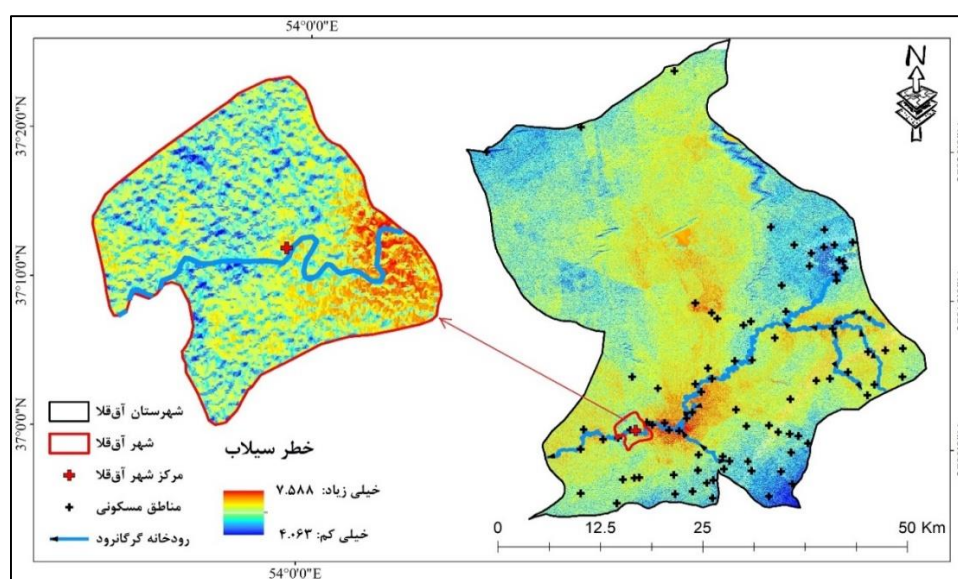 54°0'0"E
37°20'0"N
37°10'0"N
37°0'0"N
54°0'0"E
N
شهرستان آق‌قلا
شهر آق‌قلا
مرکز شهر آق‌قلا
مناطق مسکونی
رودخانه گرگانرود
خطر سیلاب
خیلی زیاد: ۷.۵۸۸
خیلی کم: ۴.۰۶۳
0 12.5 25 50 Km